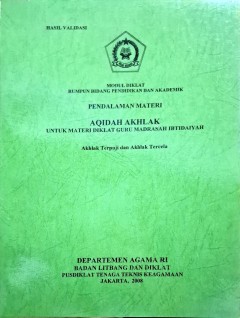 HASIL VALIDASI
MODUL DIKLAT
RUMPUN BIDANG PENDIDIKAN DAN AKADEMIK
PENDALAMAN MATERI
AQIDAH AKHLAK
UNTUK MATERI DIKLAT GURU MADRASAH IBTIDAIYAH
Akhlak Terpuji dan Akhlak Tercela
DEPARTEMEN AGAMA RI
BADAN LITBANG DAN DIKLAT
PUSDIKLAT TENAGA TEKNIS KEAGAMAAN
JAKARTA, 2008